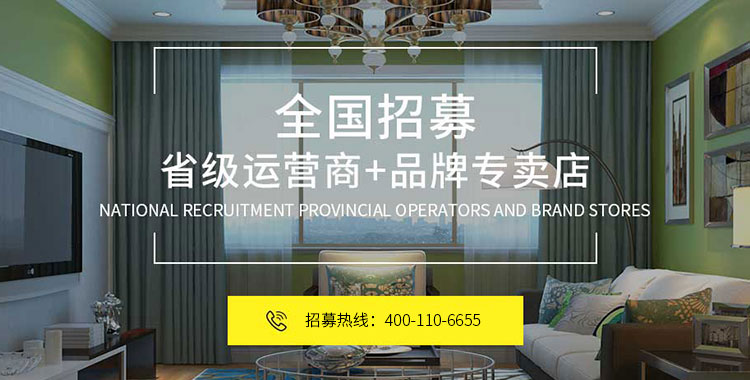 全国招募
省级运营商+品牌专卖店
NATIONAL RECRUITMENT PROVINCIAL OPERATORS AND BRAND STORES
招募热线：400-110-6655